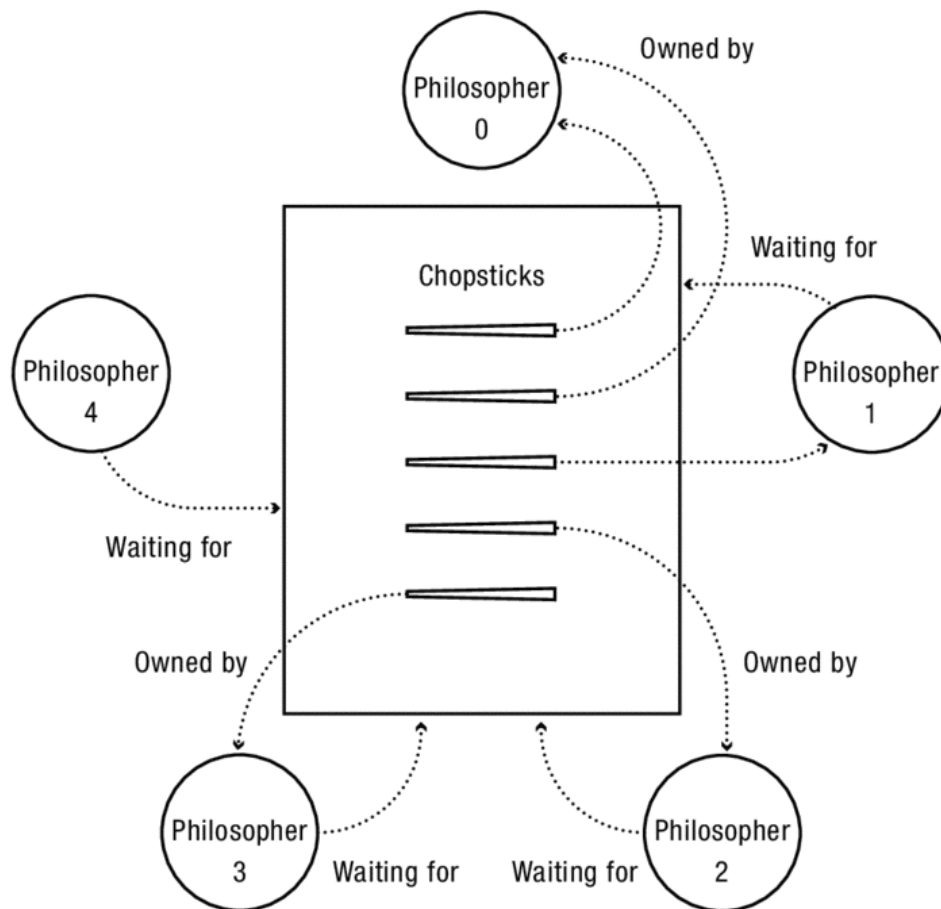 Owned by
Philosopher
0
Waiting for
Chopsticks
Philosopher
4
Philosopher
1
Waiting for
Owned by
Owned by
Philosopher
3
Waiting for
Waiting for
Philosopher
2